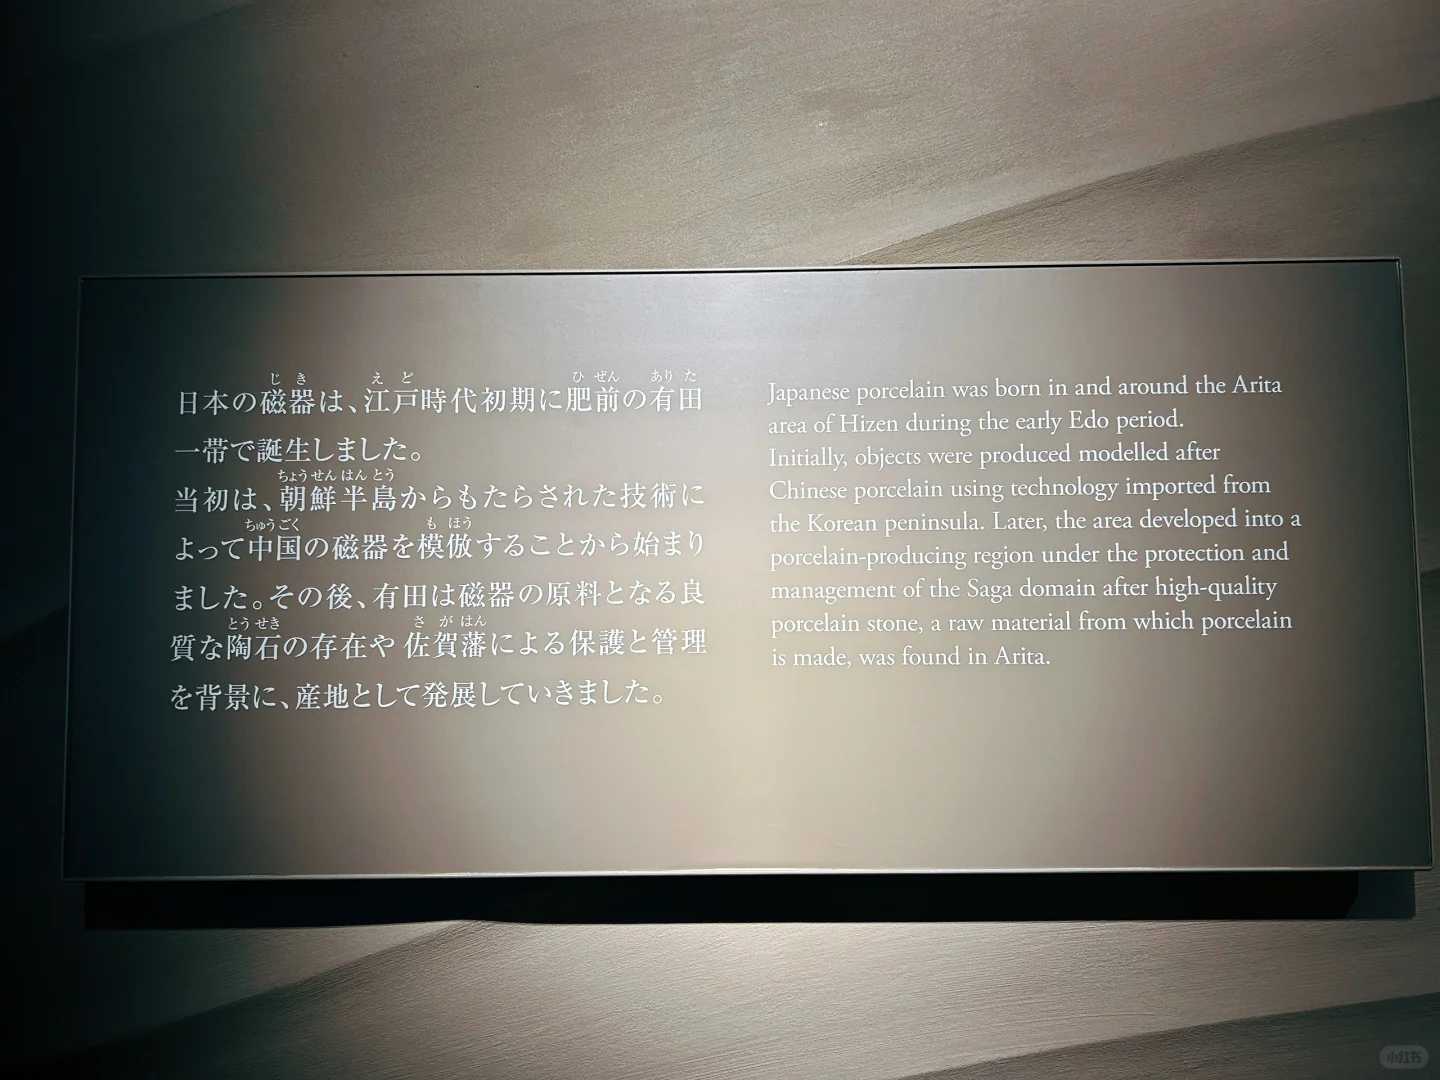 日本の磁器は、江戸時代初期に肥前の有田
一帯で誕生しました。
当初は、朝鮮半島からもたらされた技術に
よって中国の磁器を模倣することから始まり
ました。その後、有田は磁器の原料となる良
質な陶石の存在や佐賀藩による保護と管理
を背景に、産地として発展していきました。
じき えど ひぜん ありた
ちょうせんはんとう
ちゅうごく もほう
とうせき さがはん
Japanese porcelain was born in and around the Arita
area of Hizen during the early Edo period.
Initially, objects were produced modelled after
Chinese porcelain using technology imported from
the Korean peninsula. Later, the area developed into a
porcelain-producing region under the protection and
management of the Saga domain after high-quality
porcelain stone, a raw material from which porcelain
is made, was found in Arita.
小红书